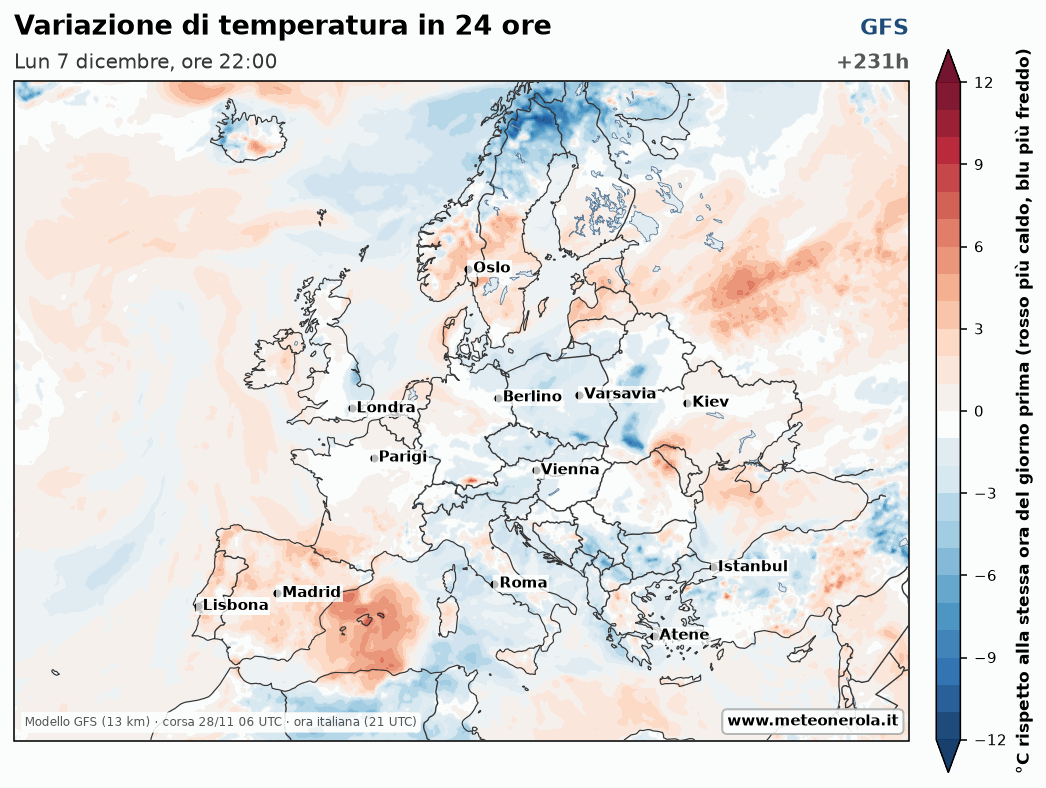 Variazione di temperatura in 24 ore
GFS
Lun 7 dicembre, ore 22:00
+231h
Oslo
Londra
Berlino
Varsavia
Kiev
Parigi
Vienna
Istanbul
Roma
Madrid
Lisbona
Atene
Modello GFS (13 km) · corsa 28/11 06 UTC · ora italiana (21 UTC)
www.meteonerola.it
12
9
6
3
0
−3
−6
−9
−12
°C rispetto alla stessa ora del giorno prima (rosso più caldo, blu più freddo)